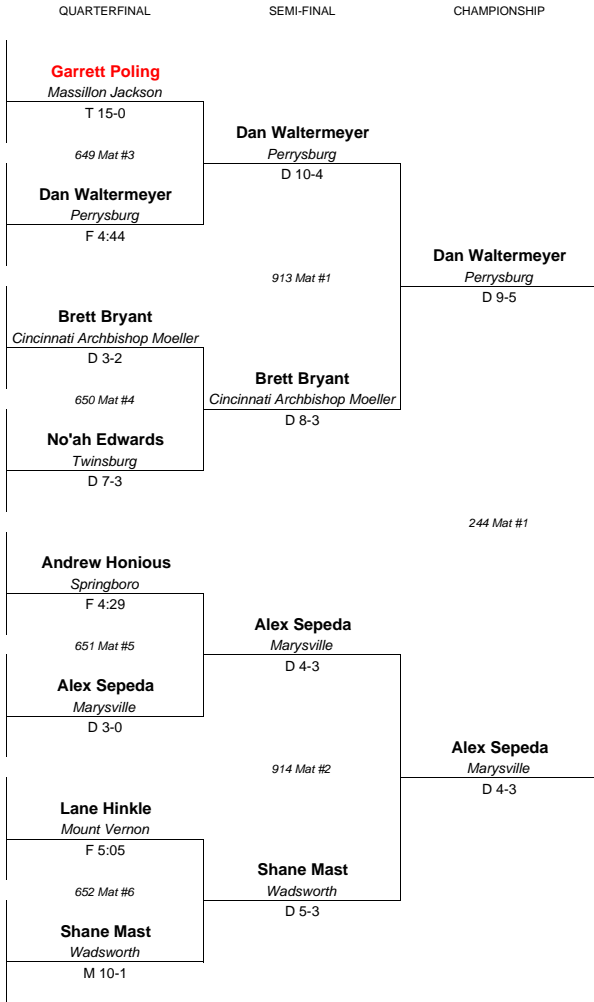 QUARTERFINAL SEMI-FINAL CHAMPIONSHIP
Garrett Poling
Massillon Jackson
T 15-0
Dan Waltermeyer
649 Mat #3
Perrysburg
D 10-4
Dan Waltermeyer
Perrysburg
F 4:44
Dan Waltermeyer
913 Mat #1
Perrysburg
D 9-5
Brett Bryant
Cincinnati Archbishop Moeller
D 3-2
Brett Bryant
650 Mat #4
Cincinnati Archbishop Moeller
D 8-3
No'ah Edwards
Twinsburg
D 7-3
244 Mat #1
Andrew Honious
Springboro
F 4:29
Alex Sepeda
651 Mat #5
Marysville
D 4-3
Alex Sepeda
Marysville
D 3-0
Alex Sepeda
914 Mat #2
Marysville
D 4-3
Lane Hinkle
Mount Vernon
F 5:05
Shane Mast
652 Mat #6
Wadsworth
D 5-3
Shane Mast
Wadsworth
M 10-1